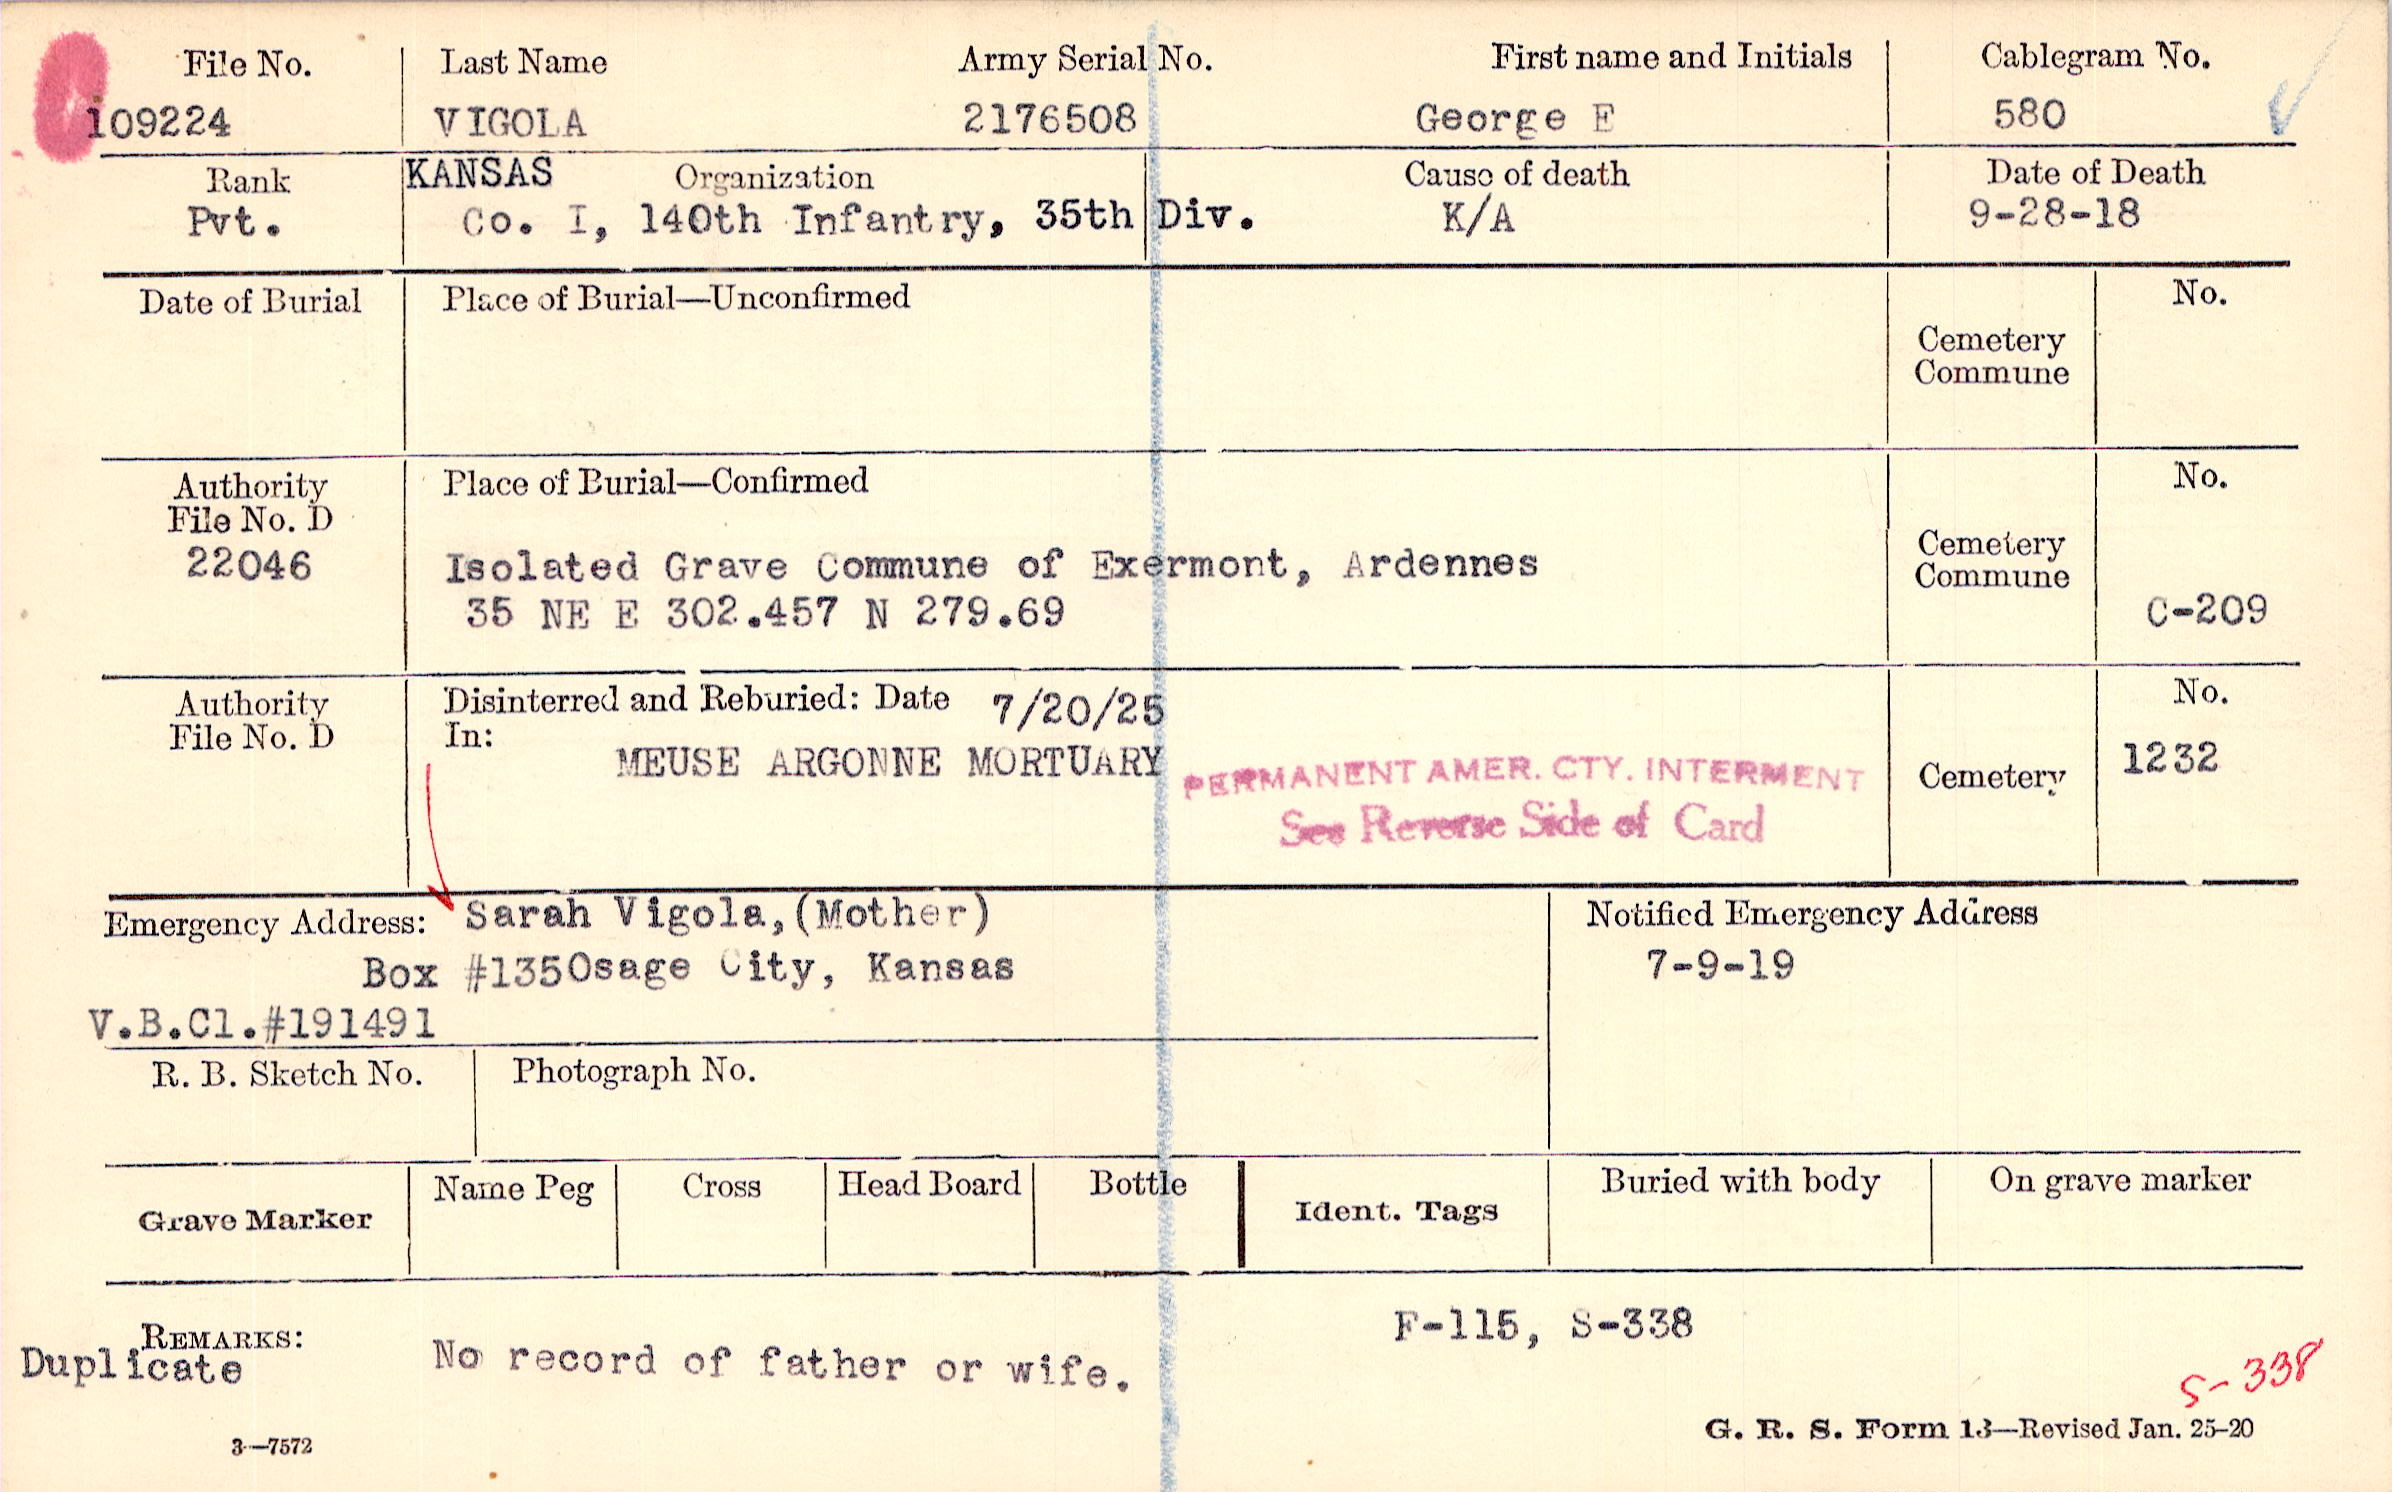 File No. Last Name Army Serial No. First name and Initials Cablegram No.
109224 VIGOLA 2176508 George E 580
Rank KANSAS Organization Cause of death Date of Death
Pvt. Co. I, 140th Infantry, 35th Div. K/A 9-28-18
Date of Burial Place of Burial—Unconfirmed No.
Cemetery
Commune
Authority Place of Burial—Confirmed No.
File No. D
22046 Isolated Grave Commune of Exermont, Ardennes Cemetery
Commune
35 NE E 302.457 N 279.69 C-209
Authority Disinterred and Reburied: Date 7/20/25 No.
File No. D In:
MEUSE ARGONNE MORTUARY Cemetery 1232
PERMANENT AMER. CTY. INTERMENT
See Reverse Side of Card
Emergency Address: Sarah Vigola,(Mother) Notified Emergency Address
Box #135Osage City, Kansas 7-9-19
V.B.Cl.#191491
R. B. Sketch No. Photograph No.
Grave Marker Name Peg Cross Head Board Bottle Ident. Tags Buried with body On grave marker
F-115, S-338
REMARKS:
Duplicate No record of father or wife.
S-338
3—7572 G. R. S. Form 13—Revised Jan. 25-20